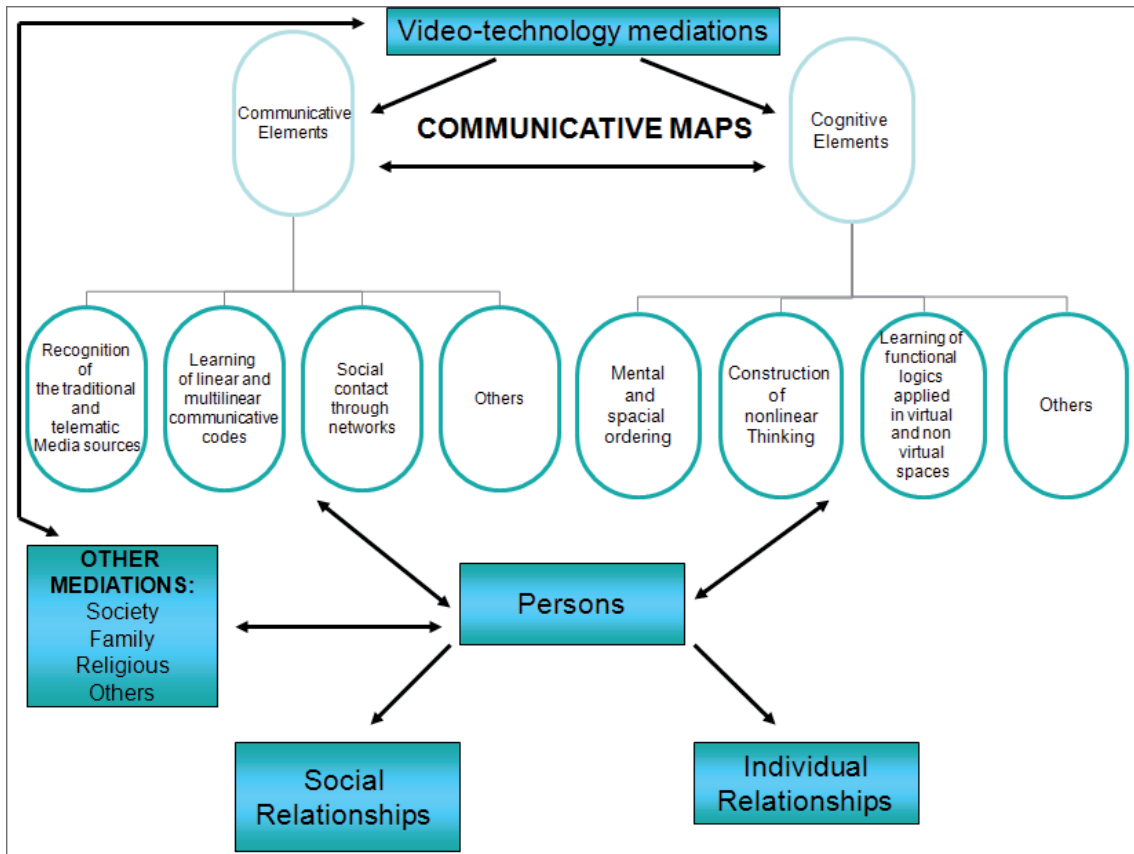 Video-technology mediations
Communicative
Elements
COMMUNICATIVE MAPS
Cognitive
Elements
Recognition
of
the traditional
and
telematic
Media sources
Learning
of linear and
multilinear
communicative
codes
Social
contact
through
networks
Others
Mental
and
spacial
ordering
Construction
of
nonlinear
Thinking
Learning of
functional
logics
applied
in virtual
and non
virtual
spaces
Others
OTHER
MEDIATIONS:
Society
Family
Religious
Others
Persons
Social
Relationships
Individual
Relationships